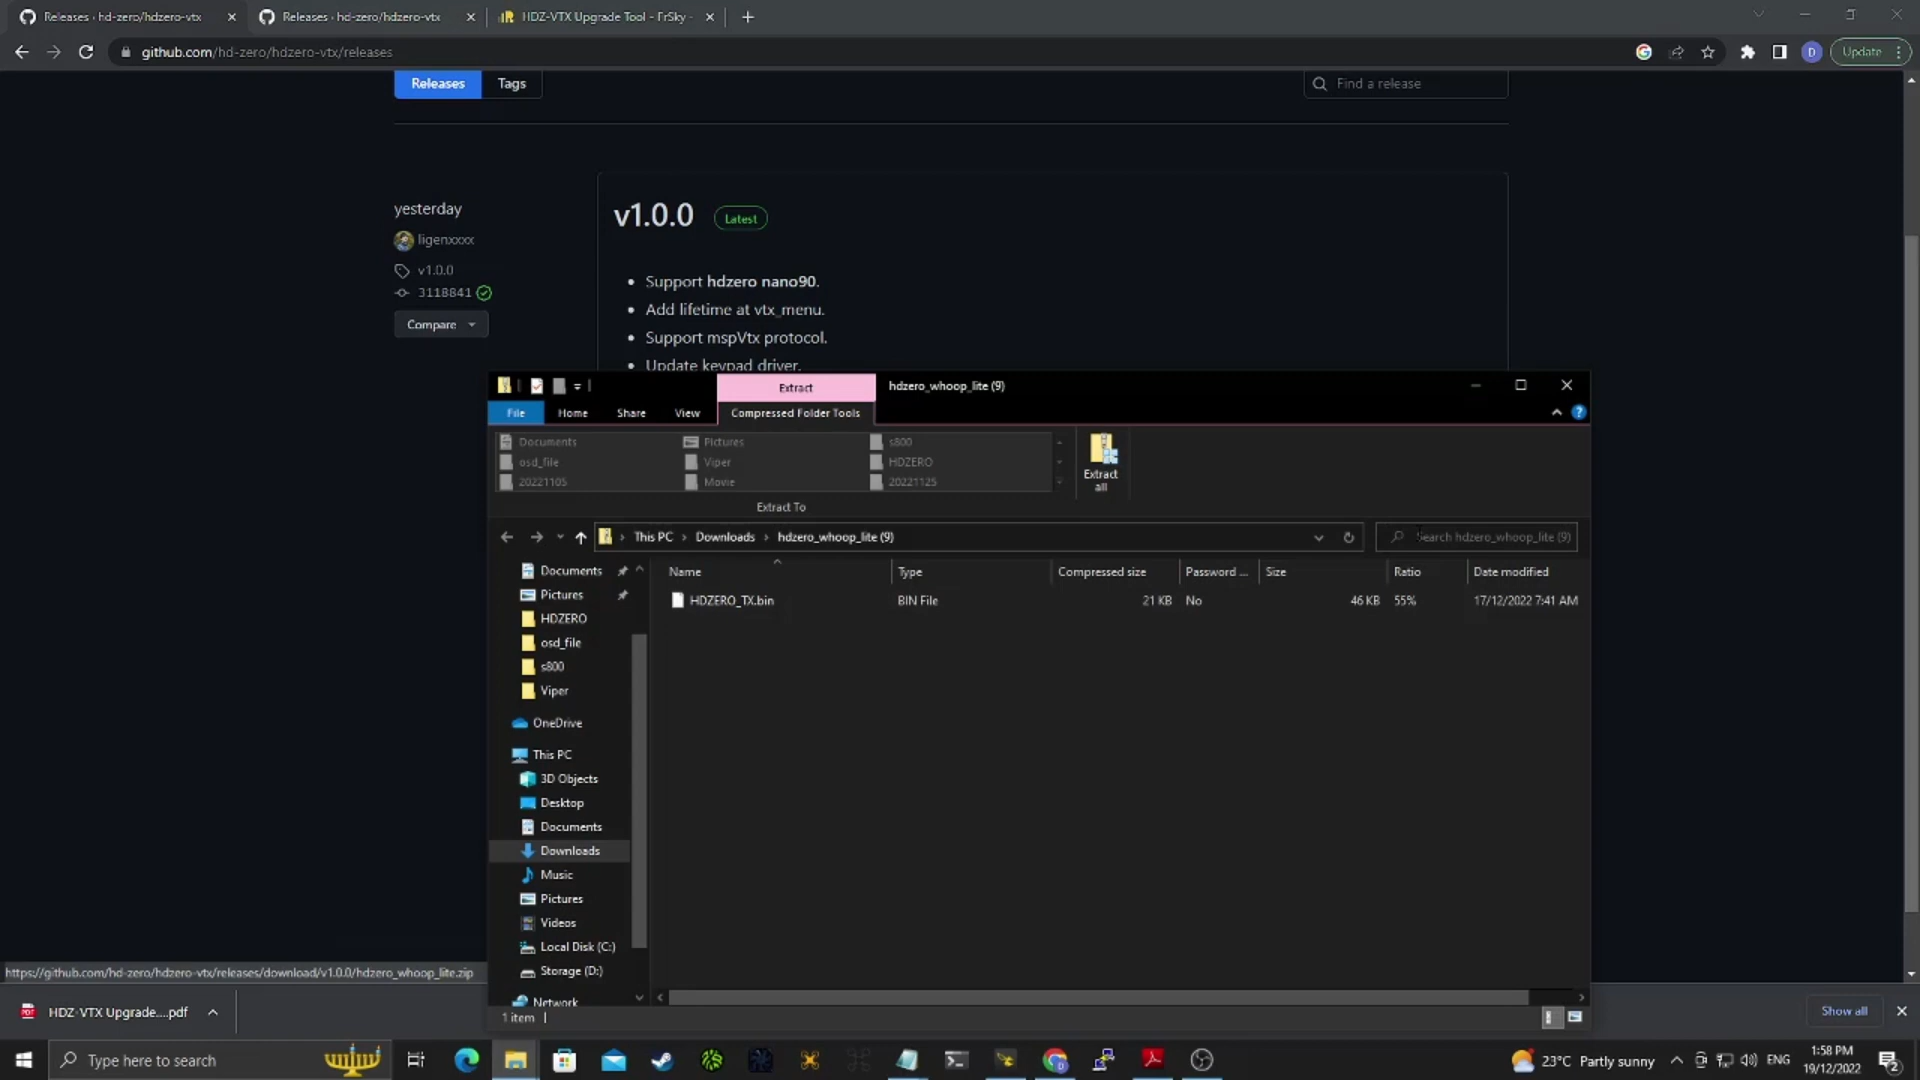 Releases · hd-zero/hdzero-vtx
Releases · hd-zero/hdzero-vtx
HDZ-VTX Upgrade Tool - FrSky -
github.com/hd-zero/hdzero-vtx/releases
D
Update
Releases
Tags
Find a release
yesterday
ligenxxxx
v1.0.0
3118841
Compare
v1.0.0
Latest
Support hdzero nano90.
Add lifetime at vtx_menu.
Support mspVtx protocol.
Update keypad driver.
Extract
hdzero_whoop_lite (9)
File
Home
Share
View
Compressed Folder Tools
Documents
Pictures
s800
osd_file
Viper
HDZERO
20221105
Movie
20221125
Extract all
Extract To
This PC
Downloads
hdzero_whoop_lite (9)
Search hdzero_whoop_lite (9)
Name
Type
Compressed size
Password ...
Size
Ratio
Date modified
HDZERO_TX.bin
BIN File
21 KB
No
46 KB
55%
17/12/2022 7:41 AM
Documents
Pictures
HDZERO
osd_file
s800
Viper
OneDrive
This PC
3D Objects
Desktop
Documents
Downloads
Music
Pictures
Videos
Local Disk (C:)
Storage (D:)
Network
1 item
https://github.com/hd-zero/hdzero-vtx/releases/download/v1.0.0/hdzero_whoop_lite.zip
HDZ-VTX Upgrade....pdf
Show all
Type here to search
23°C Partly sunny
ENG
1:58 PM
19/12/2022
2